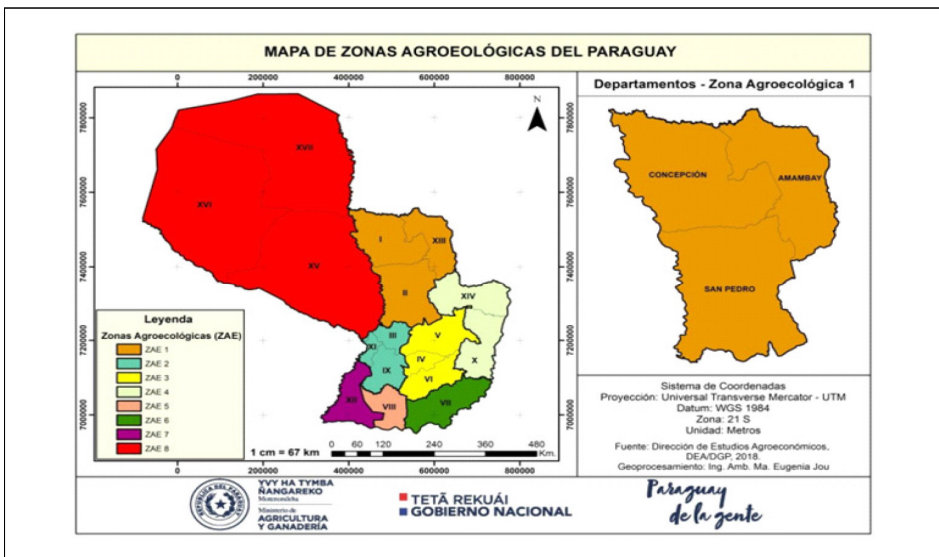 MAPA DE ZONAS AGROEOLÓGICAS DEL PARAGUAY
0 200000 400000 600000 800000
7800000
7600000
7400000
7200000
7000000
N
XVII
XVI
XV
I
XIII
II
XIV
III
V
XI
IV
IX
X
VI
XII
VIII
VII
Leyenda
Zonas Agroecológicas (ZAE)
ZAE 1
ZAE 2
ZAE 3
ZAE 4
ZAE 5
ZAE 6
ZAE 7
ZAE 8
1 cm = 67 km
0 60 120 240 360 480
Km.
0 200000 400000 600000 800000
Departamentos - Zona Agroecológica 1
CONCEPCIÓN
AMAMBAY
SAN PEDRO
Sistema de Coordenadas
Proyección: Universal Transverse Mercator - UTM
Datum: WGS 1984
Zona: 21 S
Unidad: Metros
Fuente: Dirección de Estudios Agroeconómicos,
DEA/DGP, 2018.
Geoprocesamiento: Ing. Amb. Ma. Eugenia Jou
YVY HA TYMBA
ÑANGAREKO
Motenondeha
Ministerio de
AGRICULTURA
Y GANADERÍA
TETÃ REKUÁI
GOBIERNO NACIONAL
Paraguay
de la gente